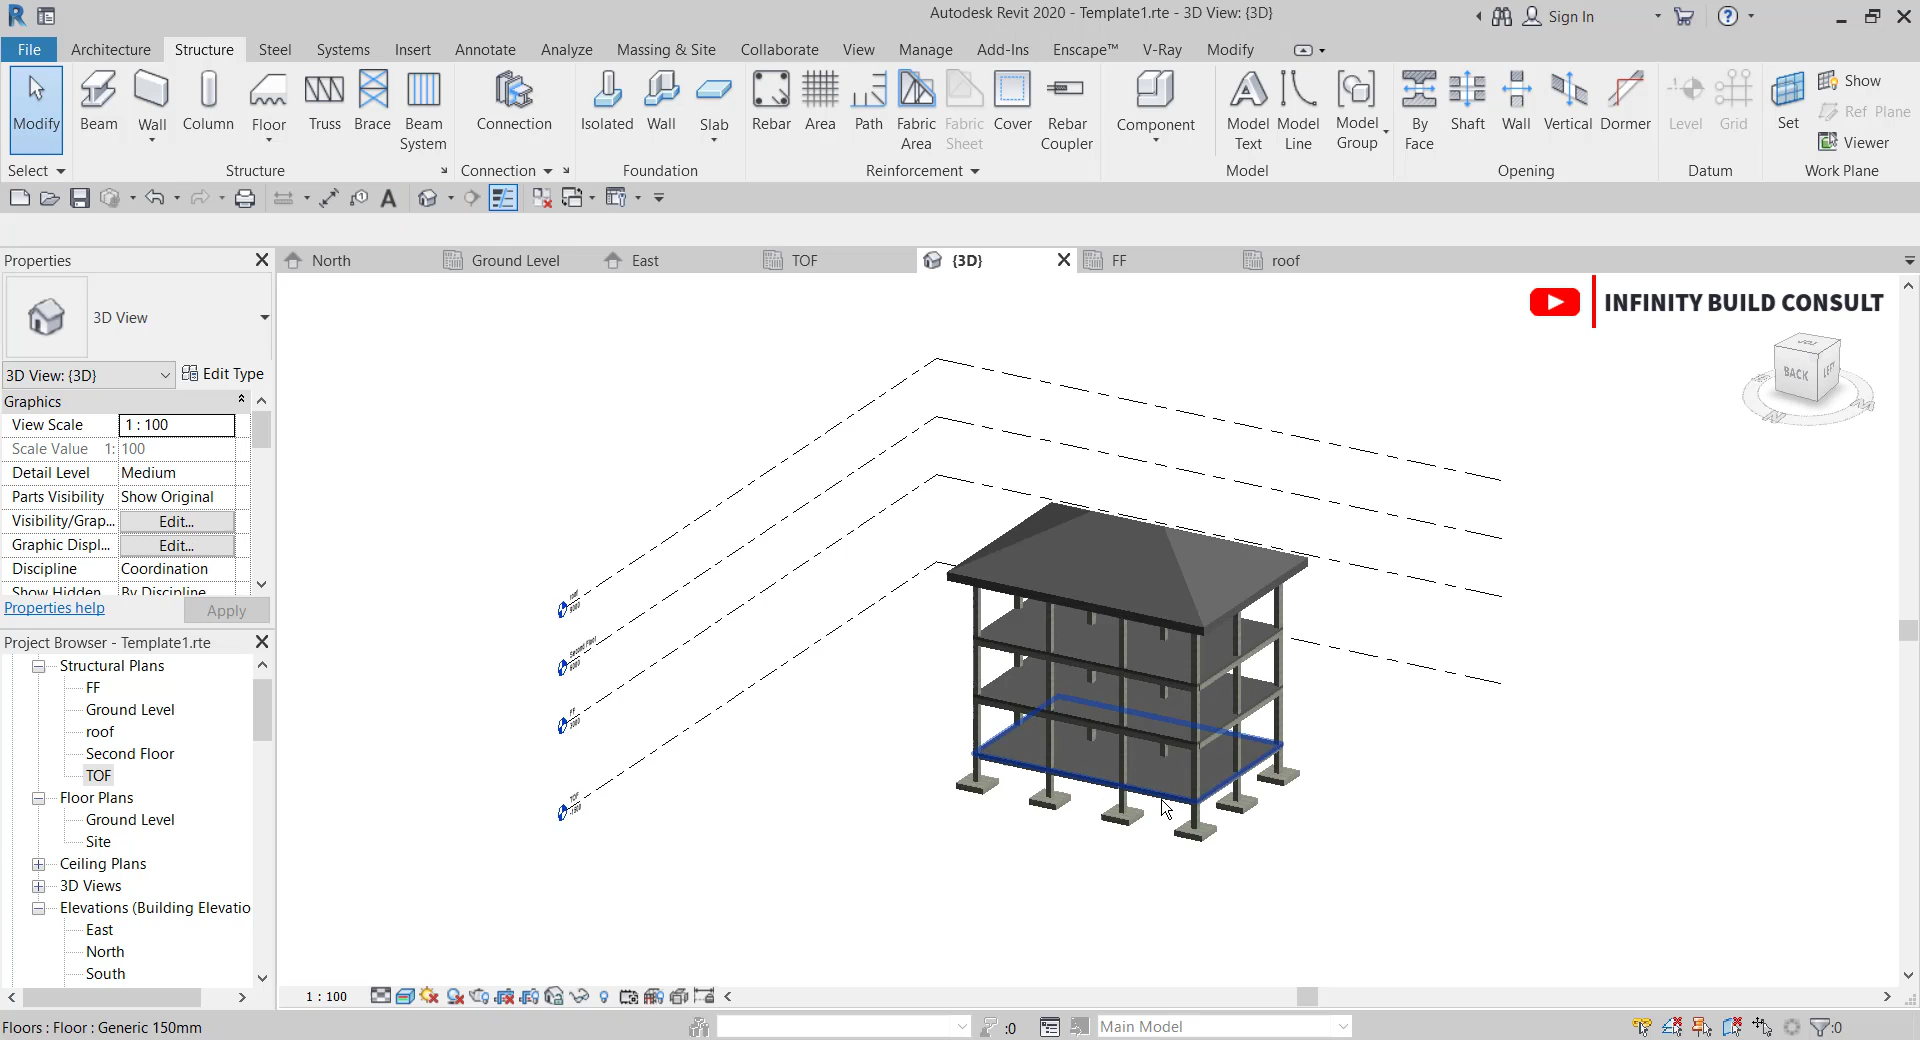 Autodesk Revit 2020 - Template1.rte - 3D View: {3D}
Sign In
File Architecture Structure Steel Systems Insert Annotate Analyze Massing & Site Collaborate View Manage Add-Ins Enscape™ V-Ray Modify
Modify Beam Wall Column Floor Truss Brace Beam System Connection Isolated Wall Slab Rebar Area Path Fabric Area Fabric Sheet Cover Rebar Coupler Component Model Text Model Line Model Group By Face Shaft Wall Vertical Dormer Level Grid Set Show Ref Plane Viewer
Select Structure Connection Foundation Reinforcement Model Opening Datum Work Plane
Properties
North Ground Level East TOF {3D} FF roof
INFINITY BUILD CONSULT
3D View
3D View: {3D} Edit Type
Graphics
View Scale 1 : 100
Scale Value 1: 100
Detail Level Medium
Parts Visibility Show Original
Visibility/Grap... Edit...
Graphic Displ... Edit...
Discipline Coordination
Show Hidden By Discipline
Properties help Apply
BACK
LEFT
TOP
N
roof
Second Floor
FF
TOF
Project Browser - Template1.rte
Structural Plans
FF
Ground Level
roof
Second Floor
TOF
Floor Plans
Ground Level
Site
Ceiling Plans
3D Views
Elevations (Building Elevatio
East
North
South
1 : 100
Floors : Floor : Generic 150mm
:0
Main Model
:0